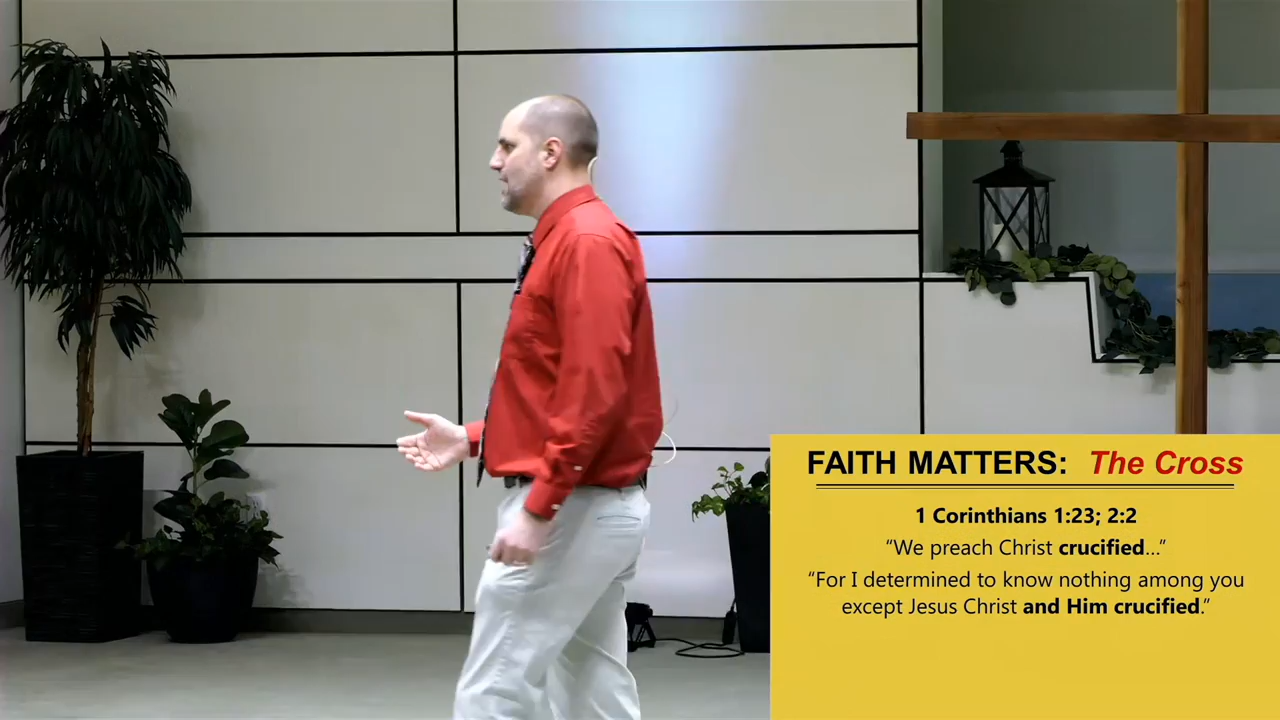 FAITH MATTERS: The Cross
1 Corinthians 1:23; 2:2
“We preach Christ crucified…”
“For I determined to know nothing among you
except Jesus Christ and Him crucified.”